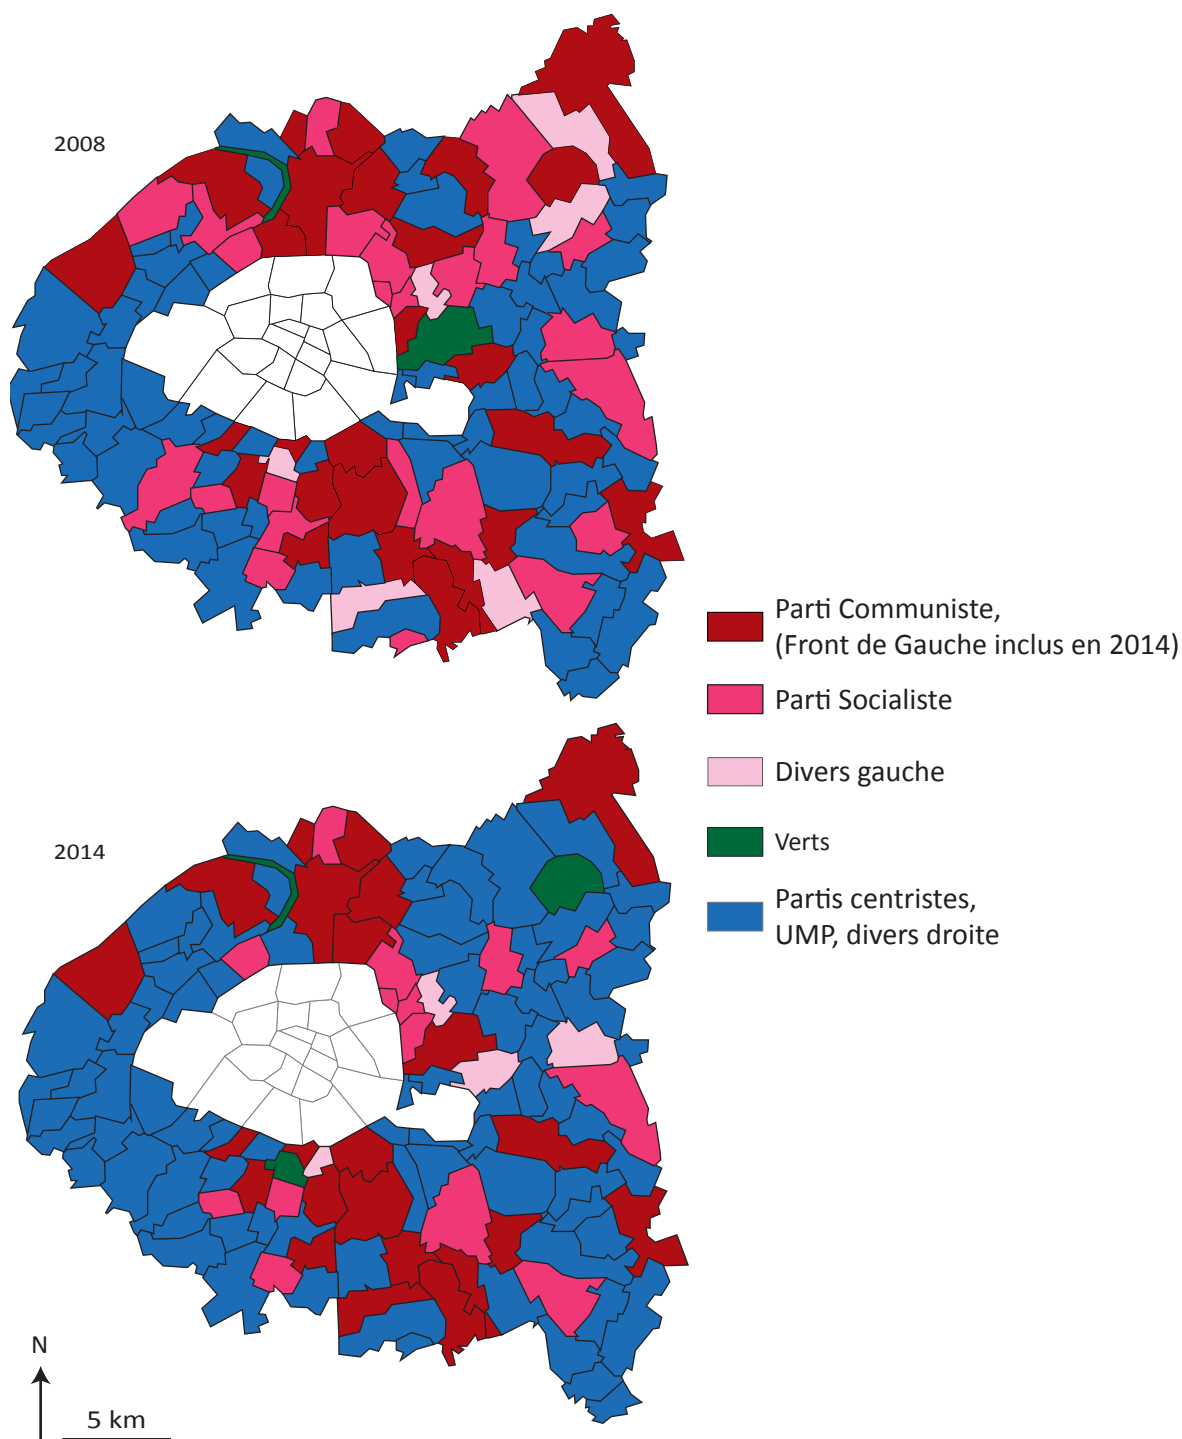 2008
Parti Communiste,
(Front de Gauche inclus en 2014)
Parti Socialiste
Divers gauche
Verts
Partis centristes,
UMP, divers droite
2014
N
5 km